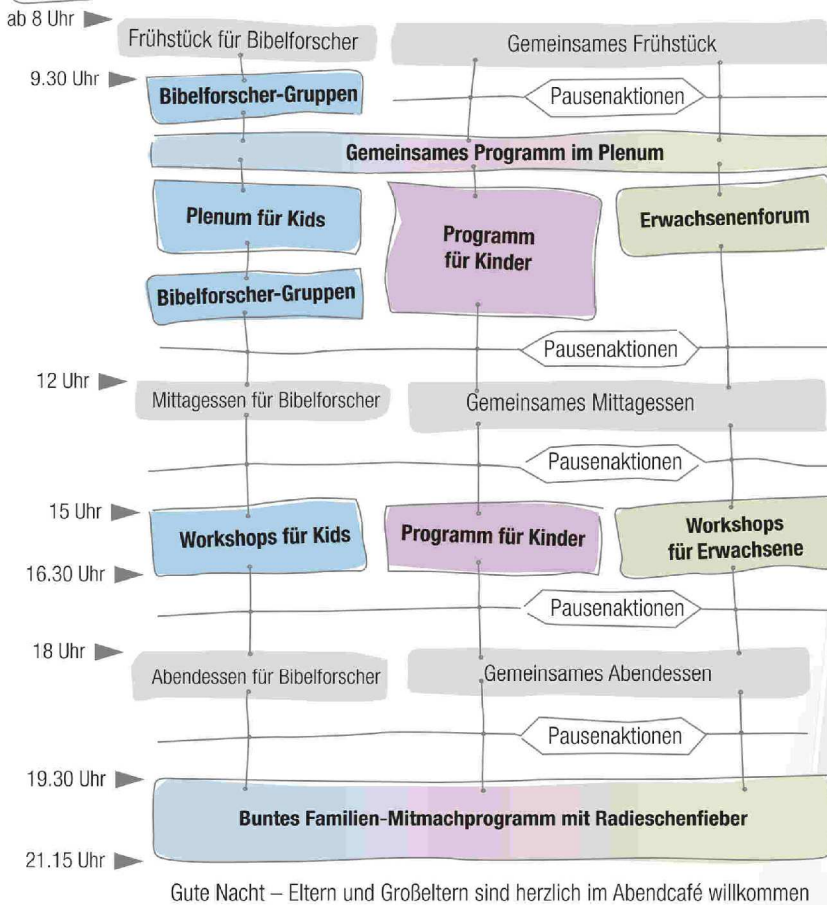 ab 8 Uhr
Frühstück für Bibelforscher
Gemeinsames Frühstück
9.30 Uhr
Bibelforscher-Gruppen
Pausenaktionen
Gemeinsames Programm im Plenum
Plenum für Kids
Programm
für Kinder
Erwachsenenforum
Bibelforscher-Gruppen
Pausenaktionen
12 Uhr
Mittagessen für Bibelforscher
Gemeinsames Mittagessen
Pausenaktionen
15 Uhr
Workshops für Kids
Programm für Kinder
Workshops
für Erwachsene
16.30 Uhr
Pausenaktionen
18 Uhr
Abendessen für Bibelforscher
Gemeinsames Abendessen
Pausenaktionen
19.30 Uhr
Buntes Familien-Mitmachprogramm mit Radieschenfieber
21.15 Uhr
Gute Nacht – Eltern und Großeltern sind herzlich im Abendcafé willkommen